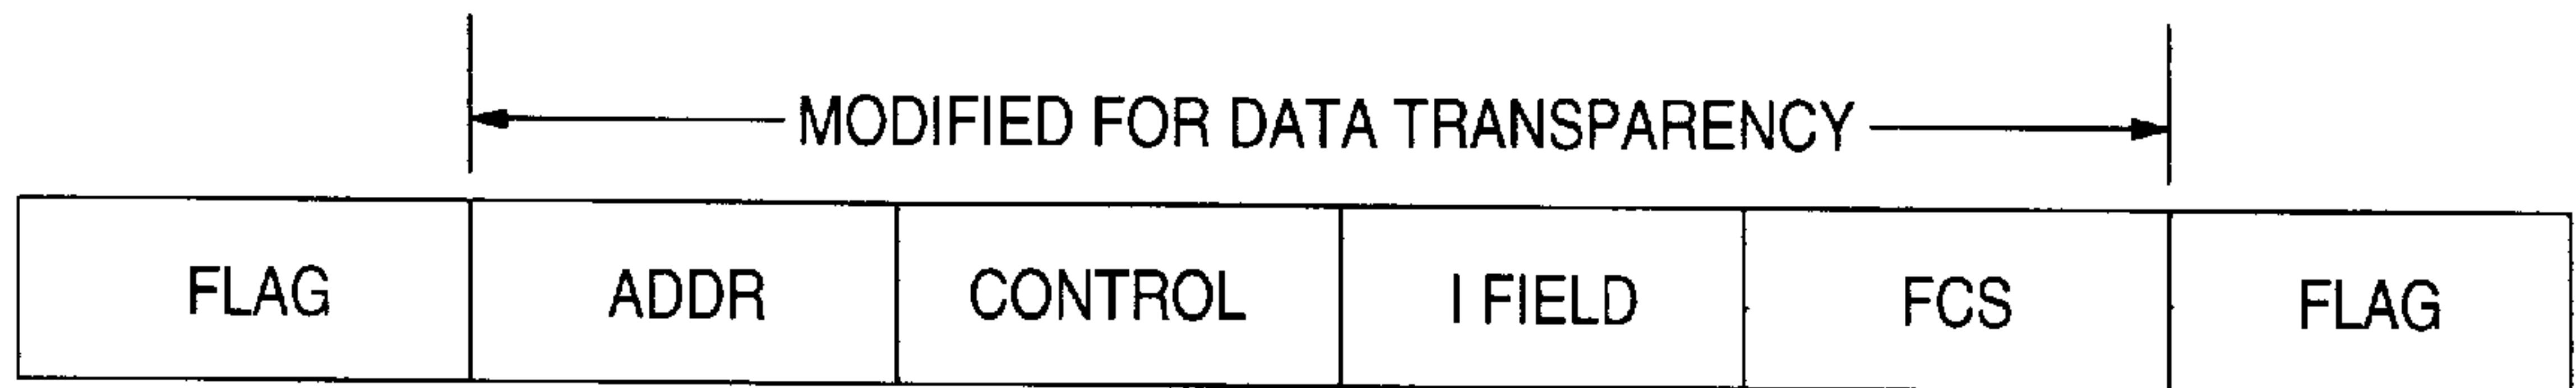 MODIFIED FOR DATA TRANSPARENCY
FLAG ADDR CONTROL I FIELD FCS FLAG